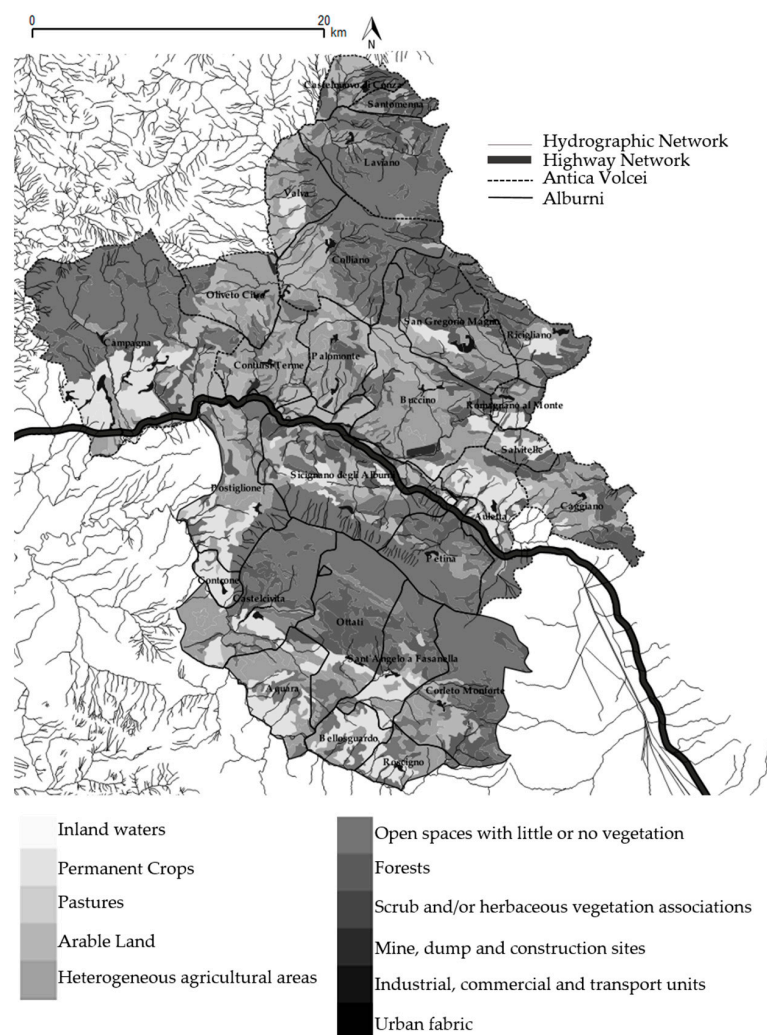 0
20
km
N
Hydrographic Network
Highway Network
Antica Volcei
Alburni
Castelnuovo di Conza
Santomenna
Laviano
Valva
Colliano
Oliveto Citra
San Gregorio Magno
Ricigliano
Campagna
Palomonte
Contursi Terme
Buccino
Romagnano al Monte
Salvitelle
Sicignano degli Alburni
Postiglione
Caggiano
Auletta
Petina
Controne
Castelcivita
Ottati
Sant'Angelo a Fasanella
Aquara
Corleto Monforte
Bellosguardo
Roscigno
Inland waters
Permanent Crops
Pastures
Arable Land
Heterogeneous agricultural areas
Open spaces with little or no vegetation
Forests
Scrub and/or herbaceous vegetation associations
Mine, dump and construction sites
Industrial, commercial and transport units
Urban fabric